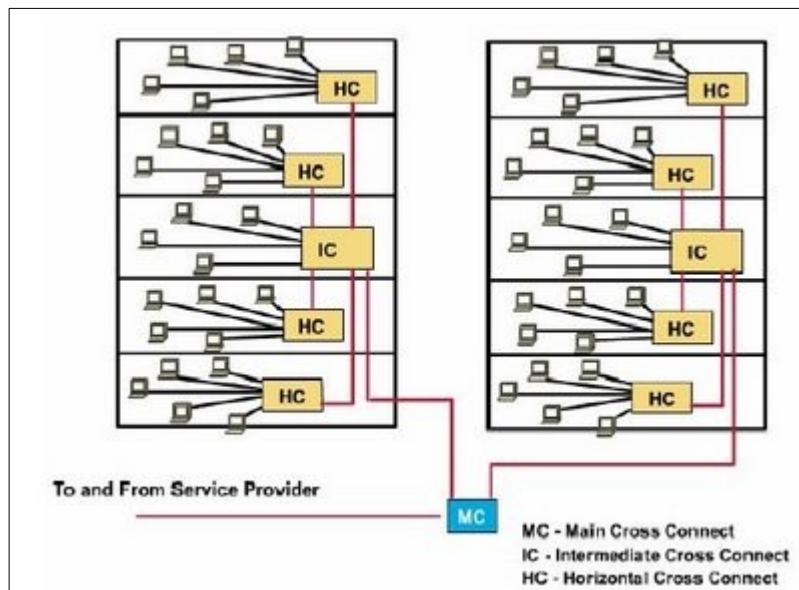 HC
HC
HC
HC
IC
IC
HC
HC
HC
HC
To and From Service Provider
MC
MC - Main Cross Connect
IC - Intermediate Cross Connect
HC - Horizontal Cross Connect